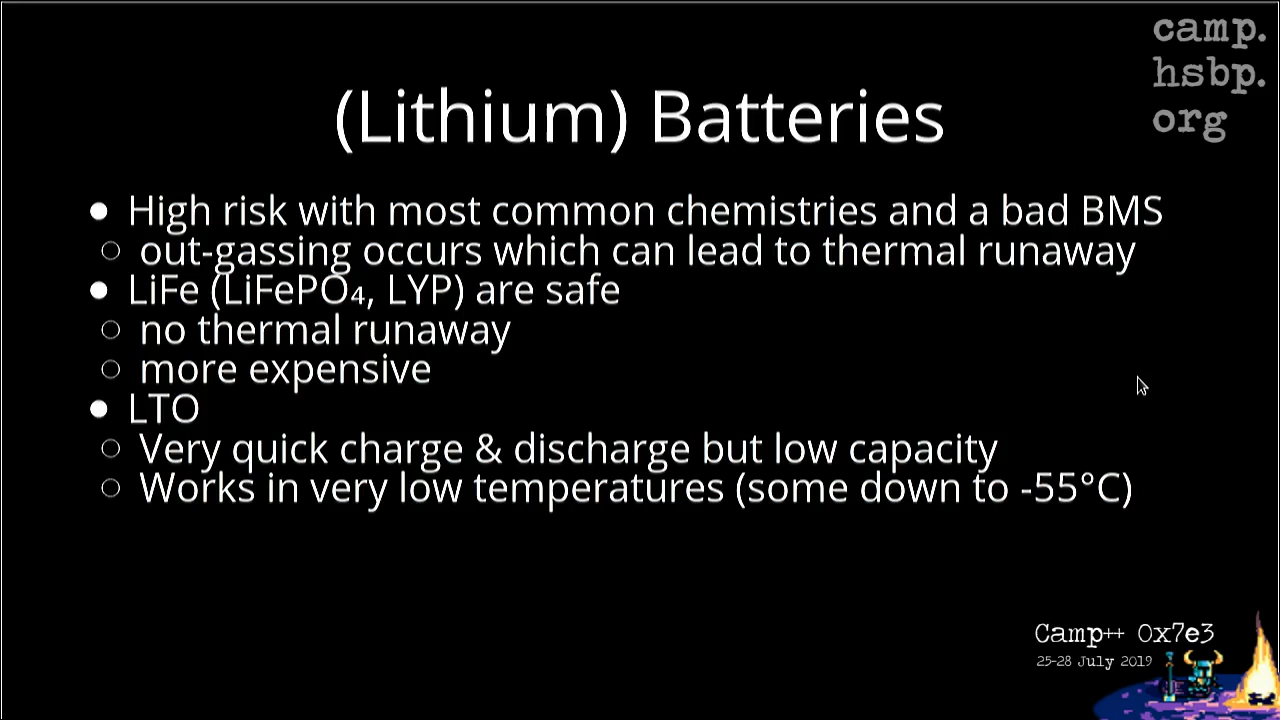 camp.
hsbp.
org
(Lithium) Batteries
● High risk with most common chemistries and a bad BMS
○ out-gassing occurs which can lead to thermal runaway
● LiFe (LiFePO₄, LYP) are safe
○ no thermal runaway
○ more expensive
● LTO
○ Very quick charge & discharge but low capacity
○ Works in very low temperatures (some down to -55°C)
Camp++ 0x7e3
25-28 July 2019